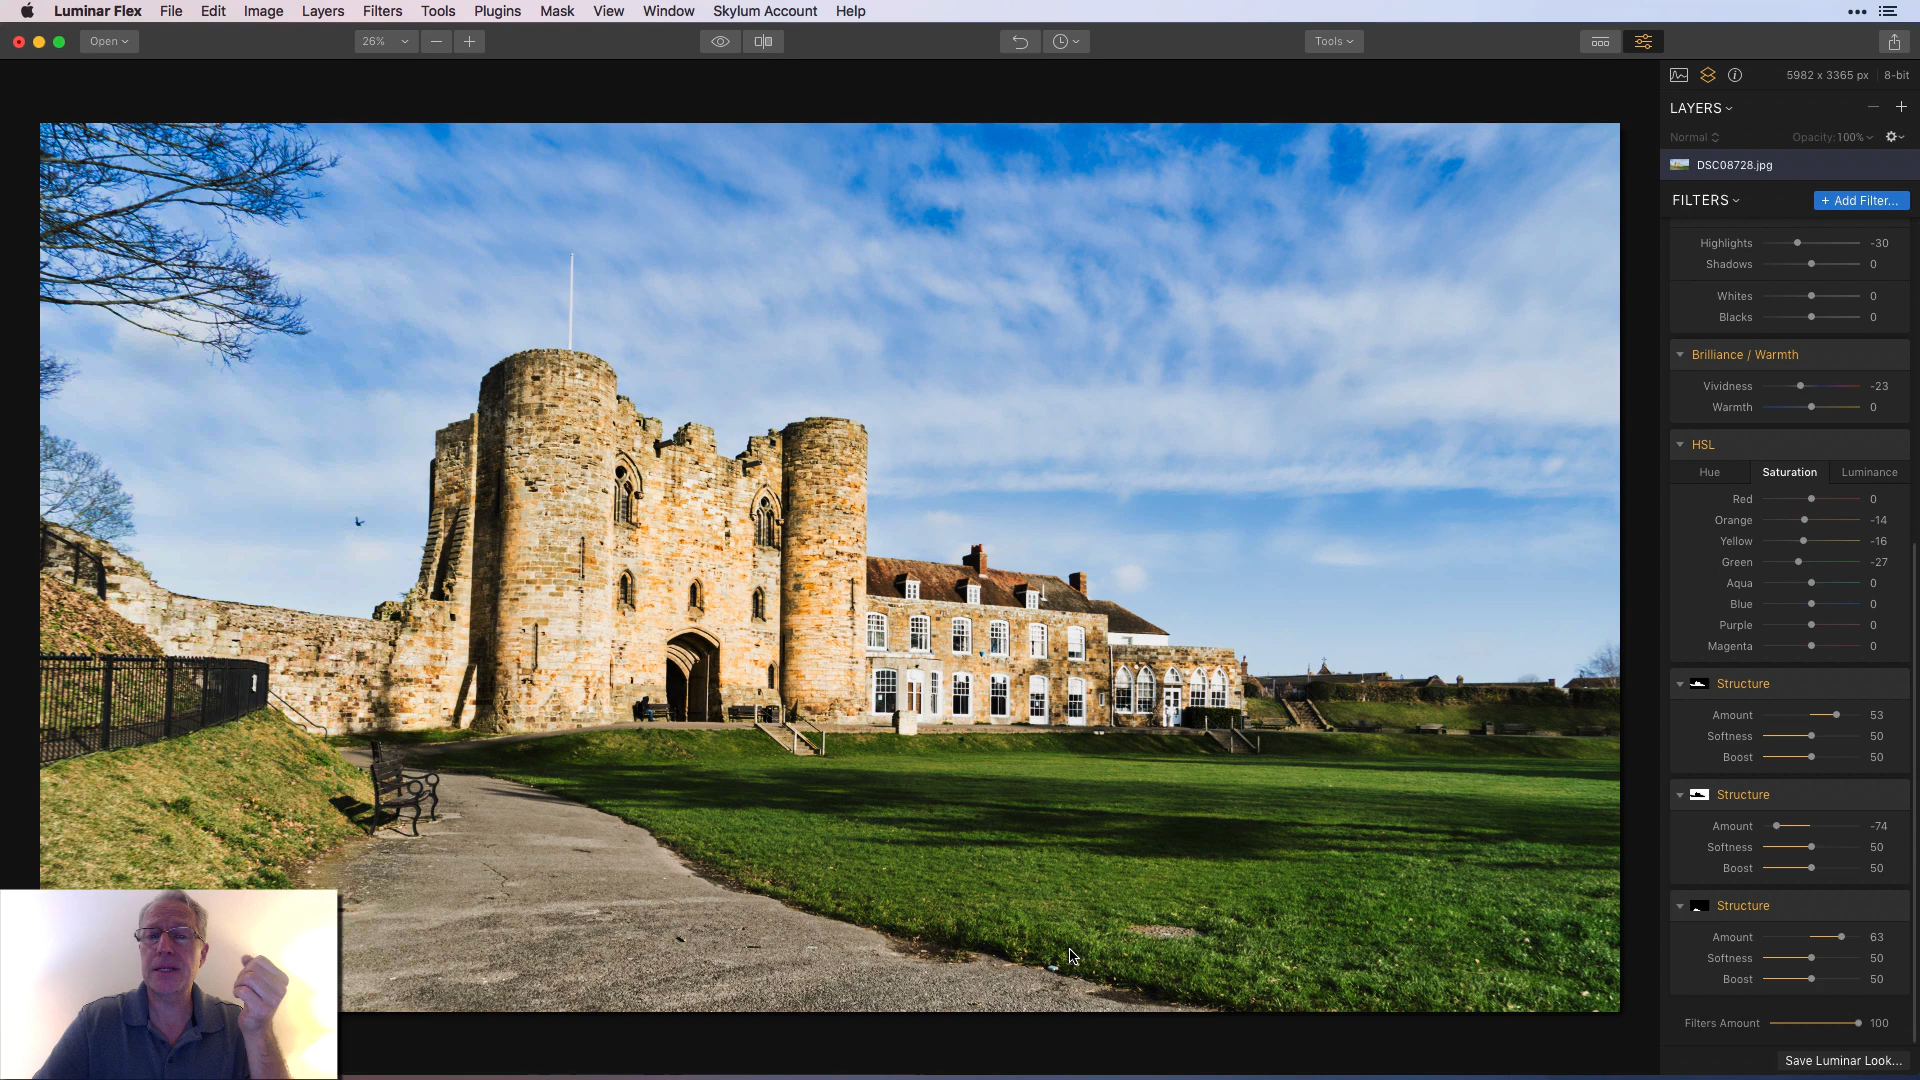 Luminar Flex File Edit Image Layers Filters Tools Plugins Mask View Window Skylum Account Help
Open 26% Tools
5982 x 3365 px 8-bit
LAYERS
Normal Opacity: 100%
DSC08728.jpg
FILTERS + Add Filter...
Highlights -30
Shadows 0
Whites 0
Blacks 0
Brilliance / Warmth
Vividness -23
Warmth 0
HSL
Hue Saturation Luminance
Red 0
Orange -14
Yellow -16
Green -27
Aqua 0
Blue 0
Purple 0
Magenta 0
Structure
Amount 53
Softness 50
Boost 50
Structure
Amount -74
Softness 50
Boost 50
Structure
Amount 63
Softness 50
Boost 50
Filters Amount 100
Save Luminar Look...